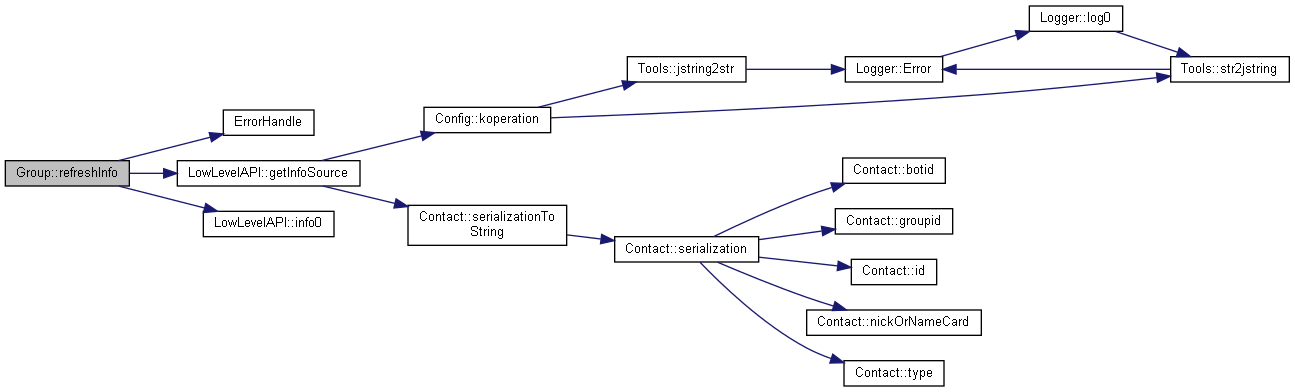 Group::refreshInfo
ErrorHandle
LowLevelAPI::getInfoSource
LowLevelAPI::info0
Config::koperation
Contact::serializationTo
String
Tools::jstring2str
Contact::serialization
Logger::Error
Logger::log0
Tools::str2jstring
Contact::botid
Contact::groupid
Contact::id
Contact::nickOrNameCard
Contact::type